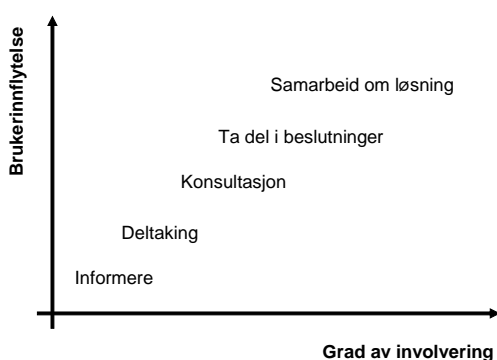 Brukerinnflytelse
Samarbeid om løsning
Ta del i beslutninger
Konsultasjon
Deltaking
Informere
Grad av involvering